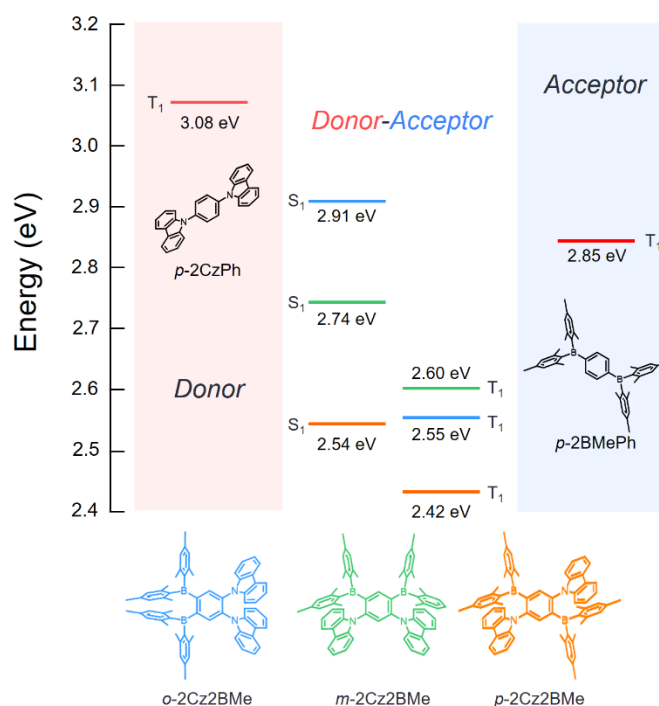 3.2
3.1
3.0
2.9
2.8
2.7
2.6
2.5
2.4
Energy (eV)
T1
3.08 eV
N
N
p-2CzPh
Donor
Donor-Acceptor
S1
2.91 eV
S1
2.74 eV
S1
2.54 eV
2.60 eV
T1
2.55 eV
T1
2.42 eV
T1
Acceptor
2.85 eV
T1
B
B
p-2BMePh
B
N
B
N
o-2Cz2BMe
B
B
N
N
m-2Cz2BMe
B
N
N
B
p-2Cz2BMe